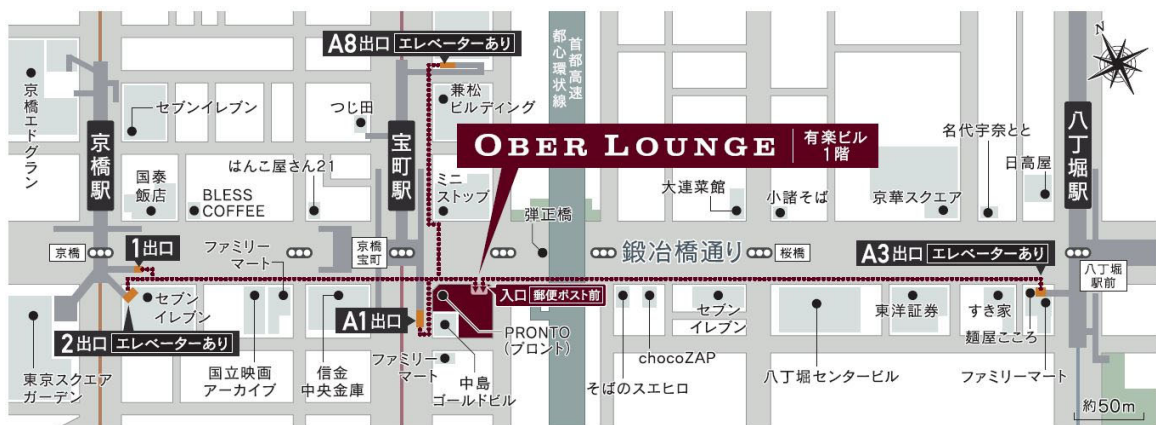 A8出口 エレベーターあり
首都高速
都心環状線
N
京橋エドグラン
セブンイレブン
つじ田
兼松
ビルディング
京橋駅
宝町駅
八丁堀駅
OBER LOUNGE
有楽ビル
1階
はんこ屋さん21
国泰
飯店
BLESS
COFFEE
ミニ
ストップ
弾正橋
大連菜館
小諸そば
京華スクエア
名代宇奈とと
日高屋
京橋
1出口
ファミリー
マート
京橋
宝町
鍛冶橋通り
桜橋
A3出口 エレベーターあり
八丁堀
駅前
入口 郵便ポスト前
セブン
イレブン
2出口 エレベーターあり
A1出口
PRONTO
(プロント)
セブン
イレブン
東洋証券
すき家
麺屋こころ
chocoZAP
東京スクエア
ガーデン
国立映画
アーカイブ
信金
中央金庫
ファミリー
マート
中島
ゴールドビル
そばのスエヒロ
八丁堀センタービル
ファミリーマート
約50m